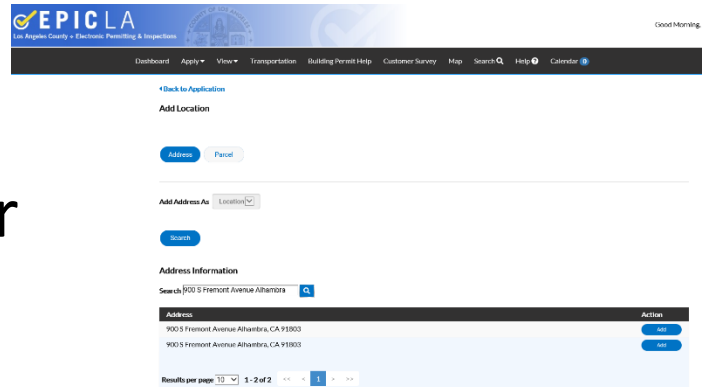 EPICLA
Los Angeles County + Electronic Permitting & Inspections
Good Morning,
Dashboard Apply View Transportation Building Permit Help Customer Survey Map Search Help Calendar 0
Back to Application
Add Location
Address Parcel
r
Add Address As Location
Search
Address Information
Search 900 S Fremont Avenue Alhambra
Address Action
900 S Fremont Avenue Alhambra, CA 91803 Add
900 S Fremont Avenue Alhambra, CA 91803 Add
Results per page 10 1 - 2 of 2 << < 1 > >>